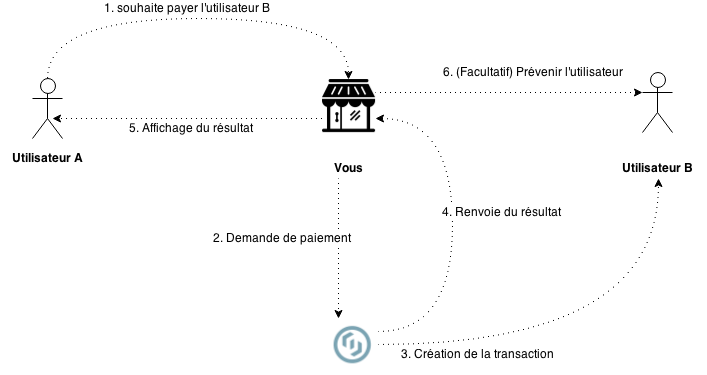 1. souhaite payer l'utilisateur B
6. (Facultatif) Prévenir l'utilisateur
5. Affichage du résultat
Utilisateur A
Vous
Utilisateur B
4. Renvoie du résultat
2. Demande de paiement
3. Création de la transaction